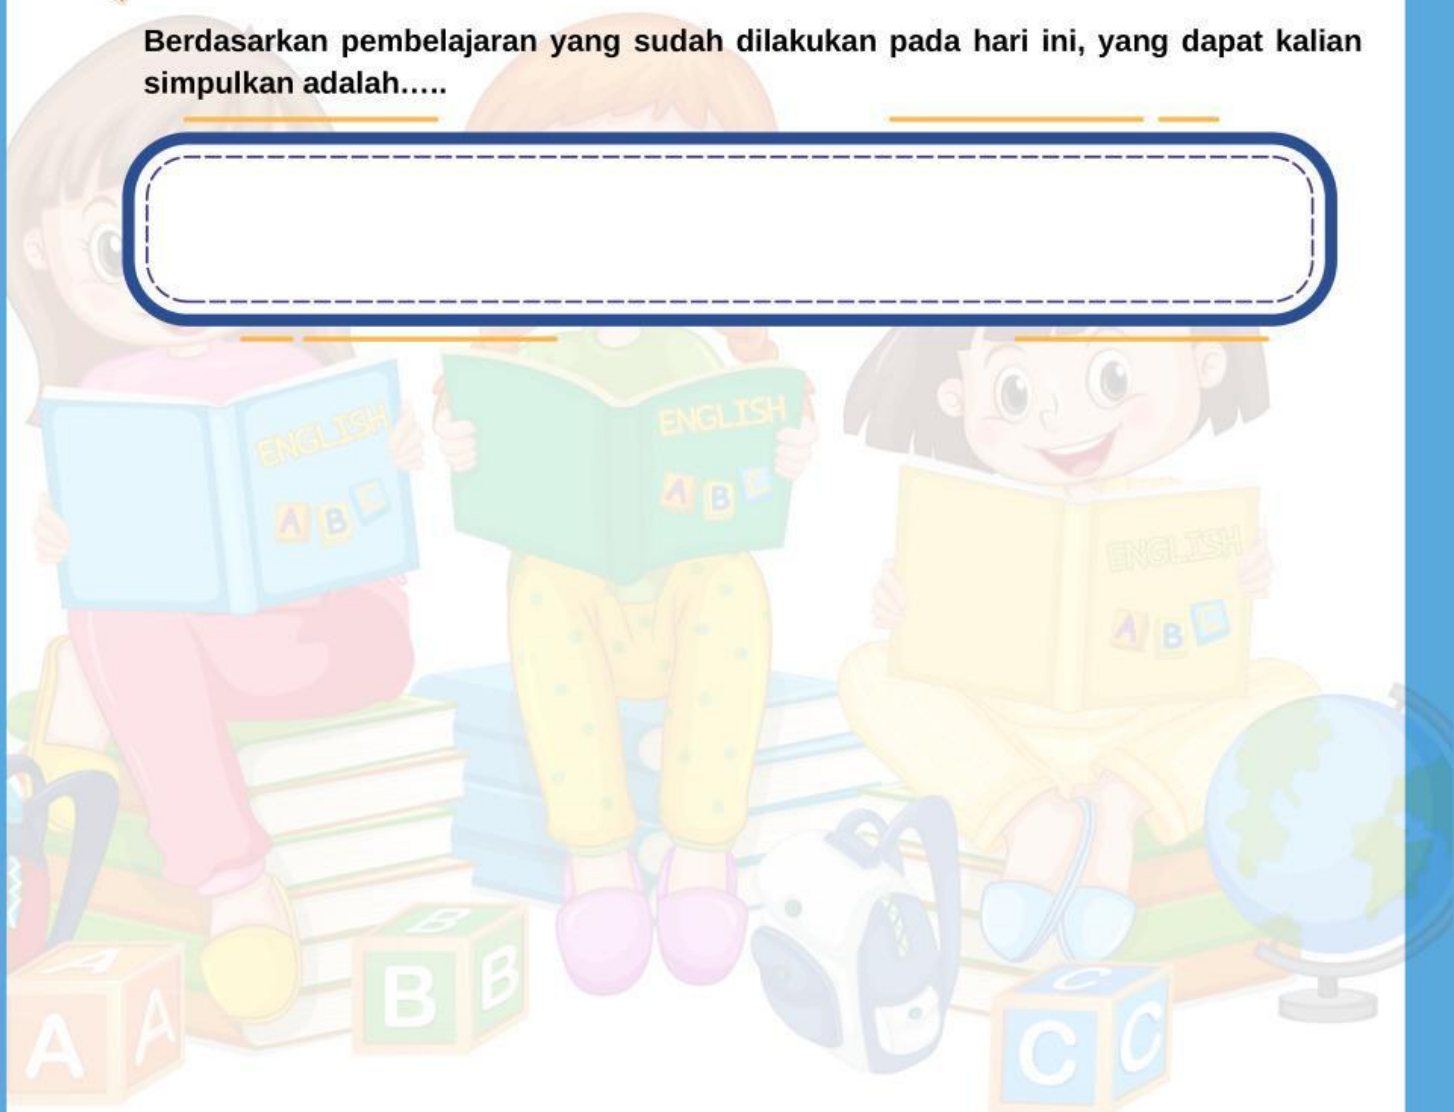 Berdasarkan pembelajaran yang sudah dilakukan pada hari ini, yang dapat kalian
simpulkan adalah.....
ENGLISH
A B C
ENGLISH
A B C
ENGLISH
A B C
A A
B B B
C C C